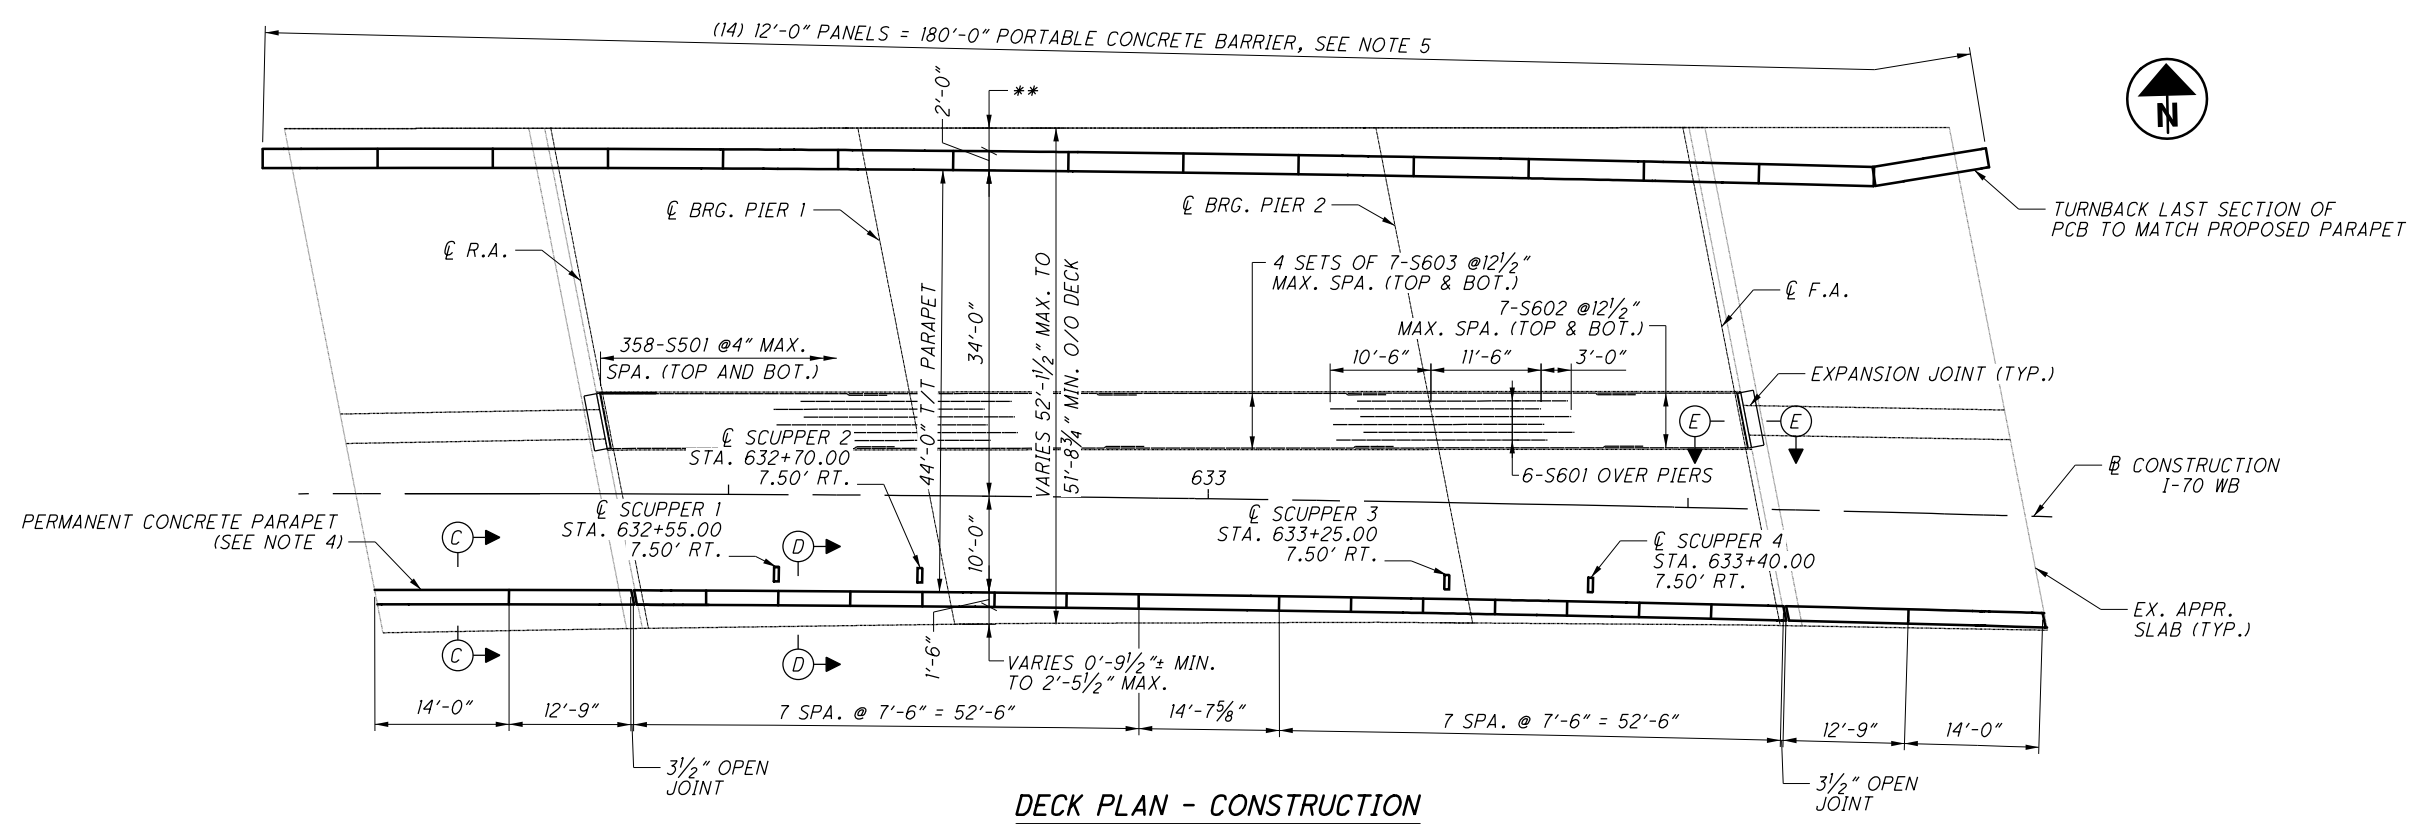 (14) 12'-0" PANELS = 180'-0" PORTABLE CONCRETE BARRIER, SEE NOTE 5
2'-0"
**
N
℄ BRG. PIER 1
℄ BRG. PIER 2
TURNBACK LAST SECTION OF
PCB TO MATCH PROPOSED PARAPET
℄ R.A.
4 SETS OF 7-S603 @12½"
MAX. SPA. (TOP & BOT.)
℄ F.A.
7-S602 @12½"
MAX. SPA. (TOP & BOT.)
44'-0" T/T PARAPET
34'-0"
VARIES 52'-1½" MAX. TO
51'-8¾" MIN. O/O DECK
358-S501 @4" MAX.
SPA. (TOP AND BOT.)
10'-6"
11'-6"
3'-0"
EXPANSION JOINT (TYP.)
E
E
℄ SCUPPER 2
STA. 632+70.00
7.50' RT.
6-S601 OVER PIERS
633
℄ CONSTRUCTION
I-70 WB
PERMANENT CONCRETE PARAPET
(SEE NOTE 4)
℄ SCUPPER 1
STA. 632+55.00
7.50' RT.
℄ SCUPPER 3
STA. 633+25.00
7.50' RT.
℄ SCUPPER 4
STA. 633+40.00
7.50' RT.
C
D
10'-0"
EX. APPR.
SLAB (TYP.)
C
D
1'-6"
VARIES 0'-9½"± MIN.
TO 2'-5½" MAX.
14'-0"
12'-9"
7 SPA. @ 7'-6" = 52'-6"
14'-7⅝"
7 SPA. @ 7'-6" = 52'-6"
12'-9"
14'-0"
3½" OPEN
JOINT
3½" OPEN
JOINT
DECK PLAN - CONSTRUCTION